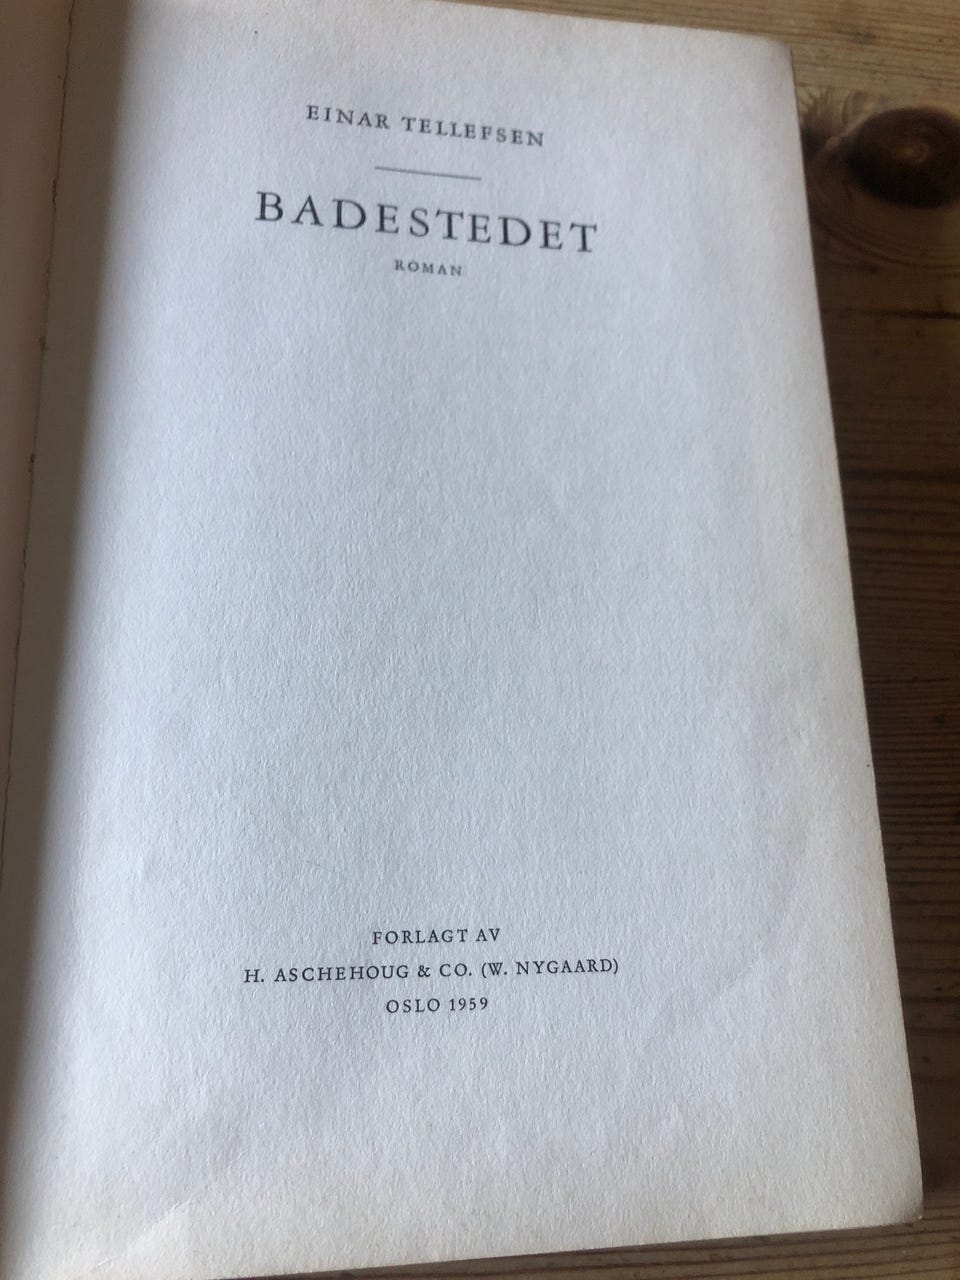 EINAR TELLEFSEN
BADESTEDET
ROMAN
FORLAGT AV
H. ASCHEHOUG & CO. (W. NYGAARD)
OSLO 1959